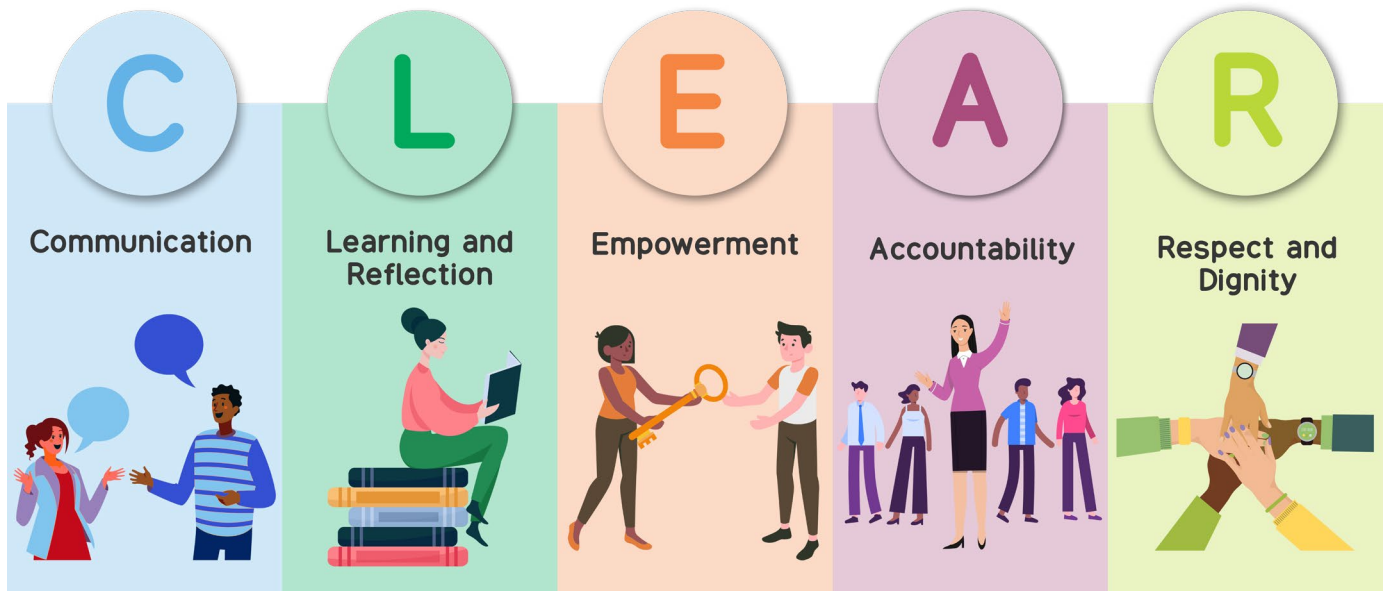 C
L
E
A
R
Communication
Learning and
Reflection
Empowerment
Accountability
Respect and
Dignity